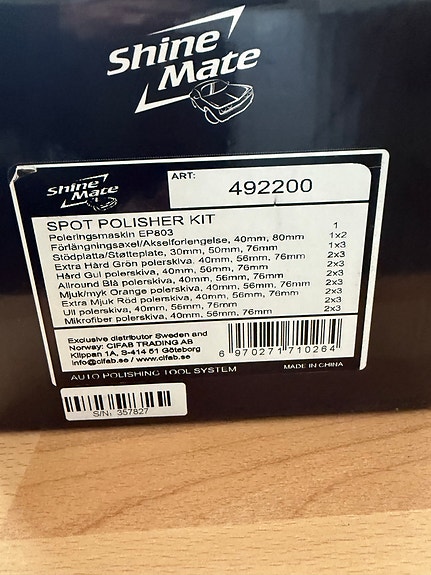 Shine
Mate
Shine
Mate
ART:
492200
SPOT POLISHER KIT
Poleringsmaskin EP803 1
Förlängningsaxel/Akselforlengelse, 40mm, 80mm 1x2
Stödplatta/Støtteplate, 30mm, 50mm, 76mm 1x3
Extra Hård Grön polerskiva, 40mm, 56mm, 76mm 2x3
Hård Gul polerskiva, 40mm, 56mm, 76mm 2x3
Allround Blå polerskiva, 40mm, 56mm, 76mm 2x3
Mjuk/myk Orange polerskiva, 40mm, 56mm, 76mm 2x3
Extra Mjuk Röd polerskiva, 40mm, 56mm, 76mm 2x3
Ull polerskiva, 40mm, 56mm, 76mm 2x3
Mikrofiber polerskiva, 40mm, 56mm, 76mm 2x3
Exclusive distributor Sweden and
Norway: CIFAB TRADING AB
Klippan 1A, S-414 51 Göteborg
info@cifab.se / www.cifab.se
6 970271 710264
AUTO POLISHING TOOL SYSTEM
MADE IN CHINA
S/N: 357827